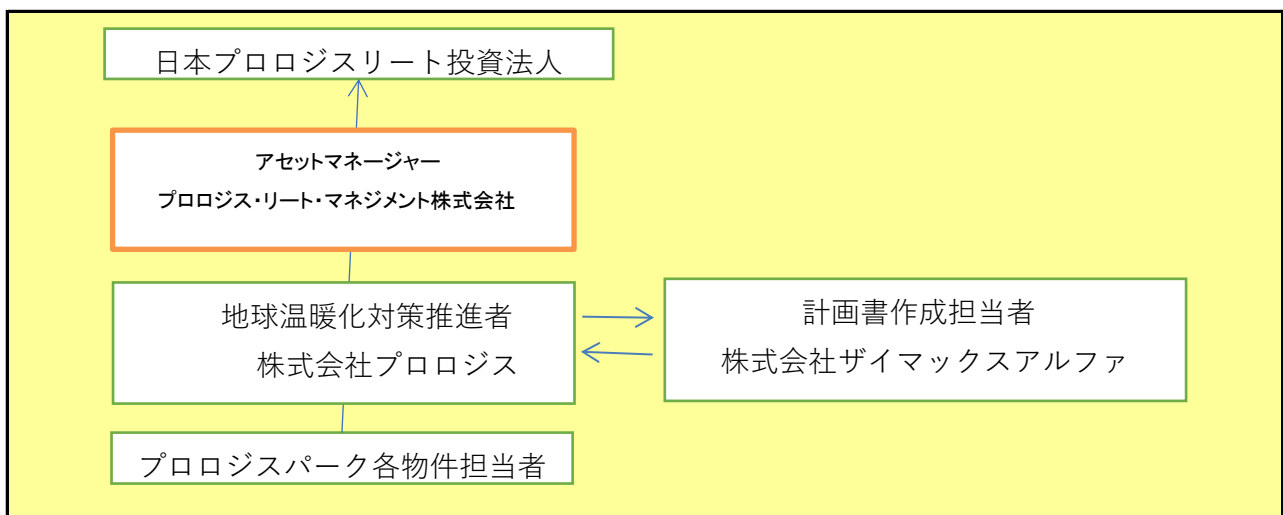 日本プロロジスリート投資法人
アセットマネージャー
プロロジス・リート・マネジメント株式会社
地球温暖化対策推進者
株式会社プロロジス
計画書作成担当者
株式会社ザイマックスアルファ
プロロジスパーク各物件担当者